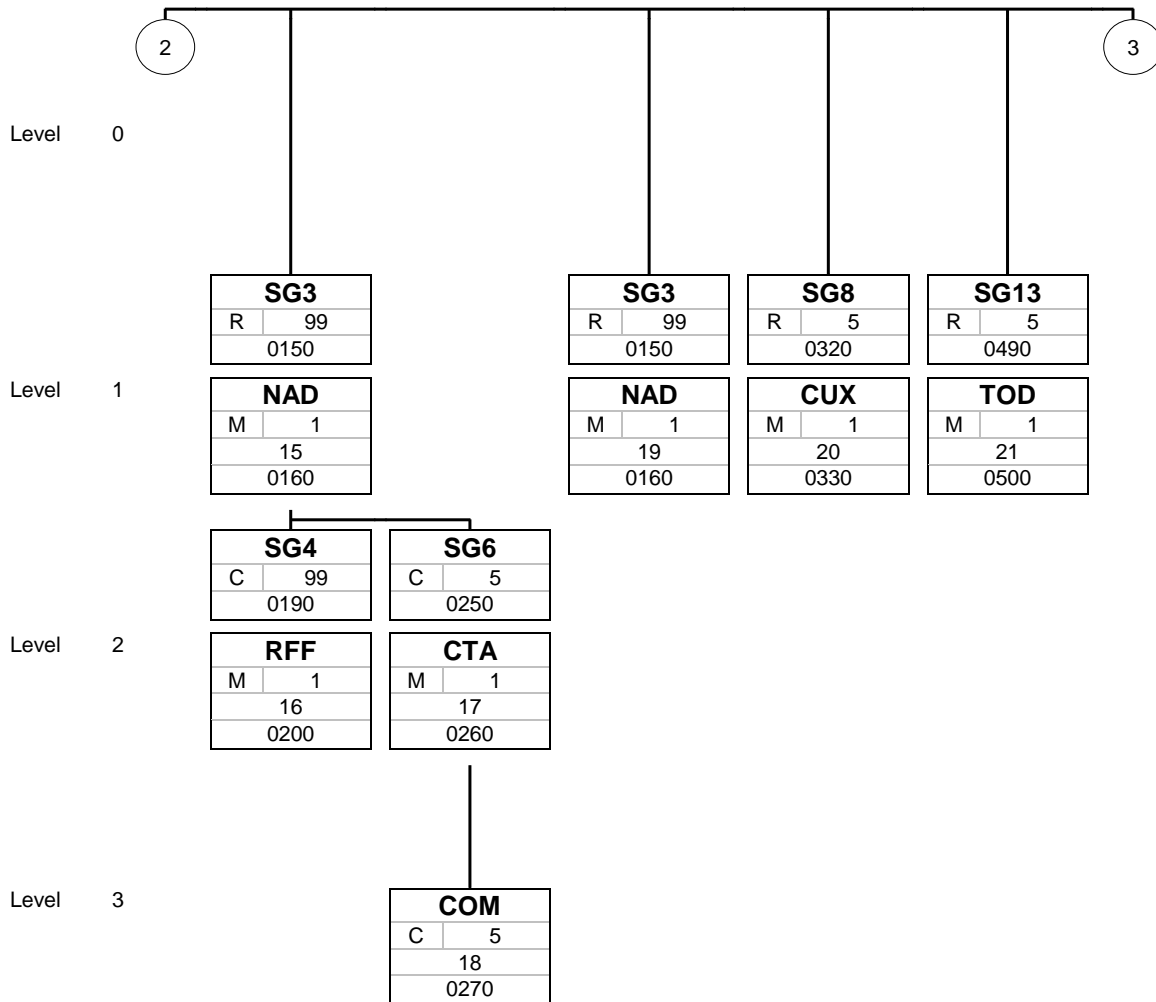 2 3
Level 0
SG3 SG3 SG8 SG13
R 99 R 99 R 5 R 5
0150 0150 0320 0490
Level 1
NAD NAD CUX TOD
M 1 M 1 M 1 M 1
15 19 20 21
0160 0160 0330 0500
SG4 SG6
C 99 C 5
0190 0250
Level 2
RFF CTA
M 1 M 1
16 17
0200 0260
Level 3
COM
C 5
18
0270